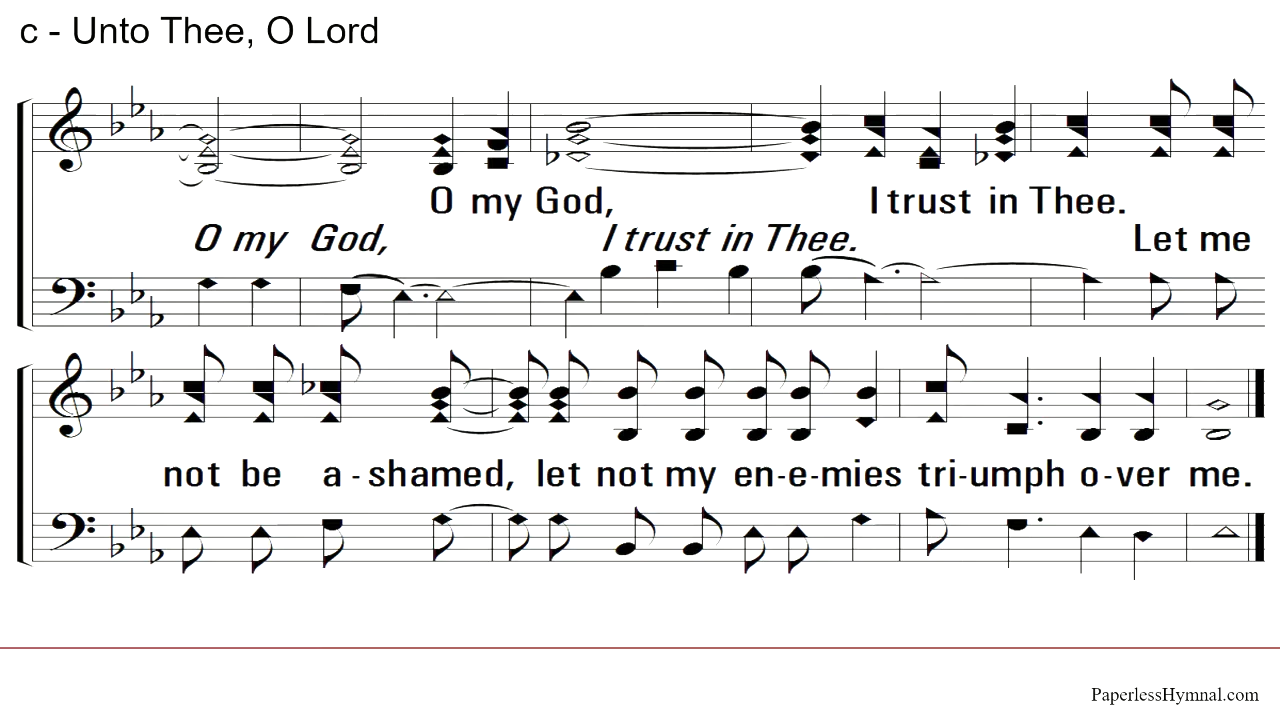 c - Unto Thee, O Lord
O my God, I trust in Thee.
O my God, I trust in Thee. Let me
not be a - shamed, let not my en-e-mies tri-umph o-ver me.
PaperlessHymnal.com